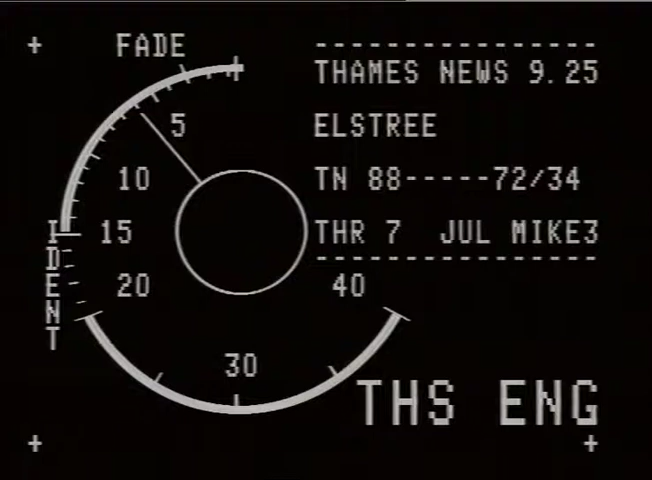 FADE
----------------
THAMES NEWS 9.25
5
ELSTREE
10
TN 88-----72/34
15
THR 7 JUL MIKE3
----------------
IDENT
20
40
30
THS ENG